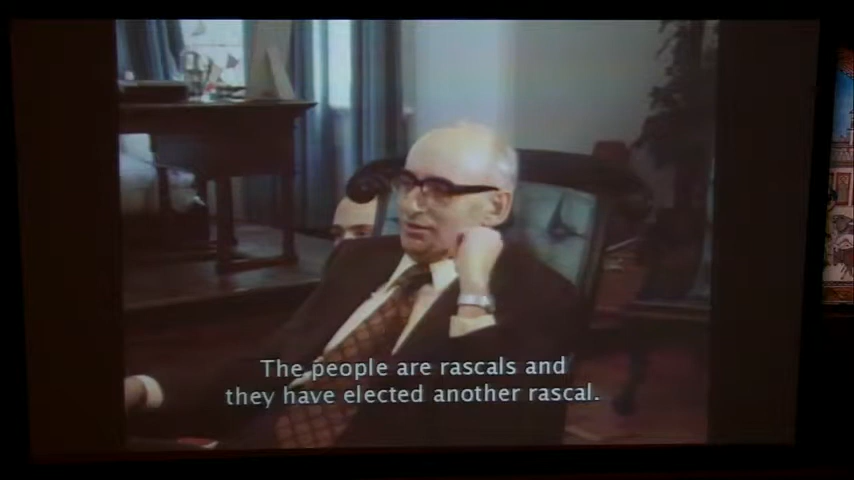 The people are rascals and
they have elected another rascal.